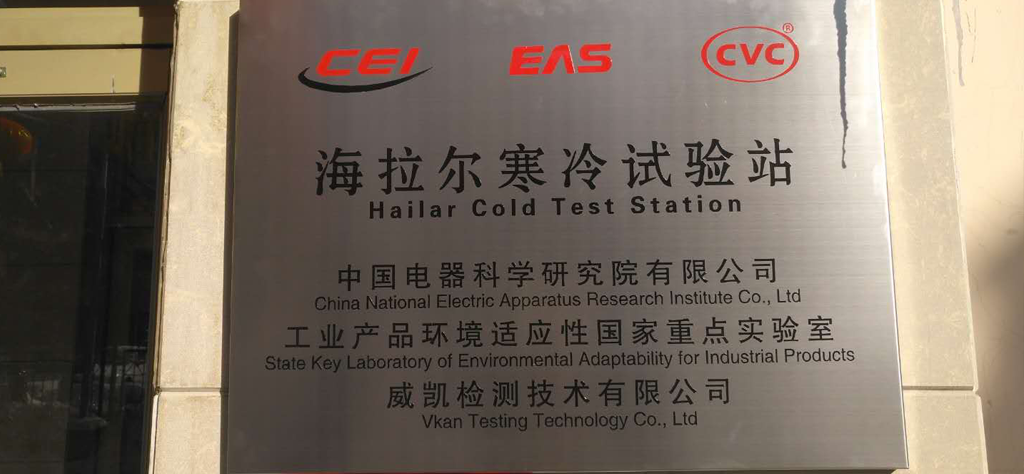 CEI EAS CVC®
海拉尔寒冷试验站
Hailar Cold Test Station
中国电器科学研究院有限公司
China National Electric Apparatus Research Institute Co., Ltd
工业产品环境适应性国家重点实验室
State Key Laboratory of Environmental Adaptability for Industrial Products
威凯检测技术有限公司
Vkan Testing Technology Co., Ltd